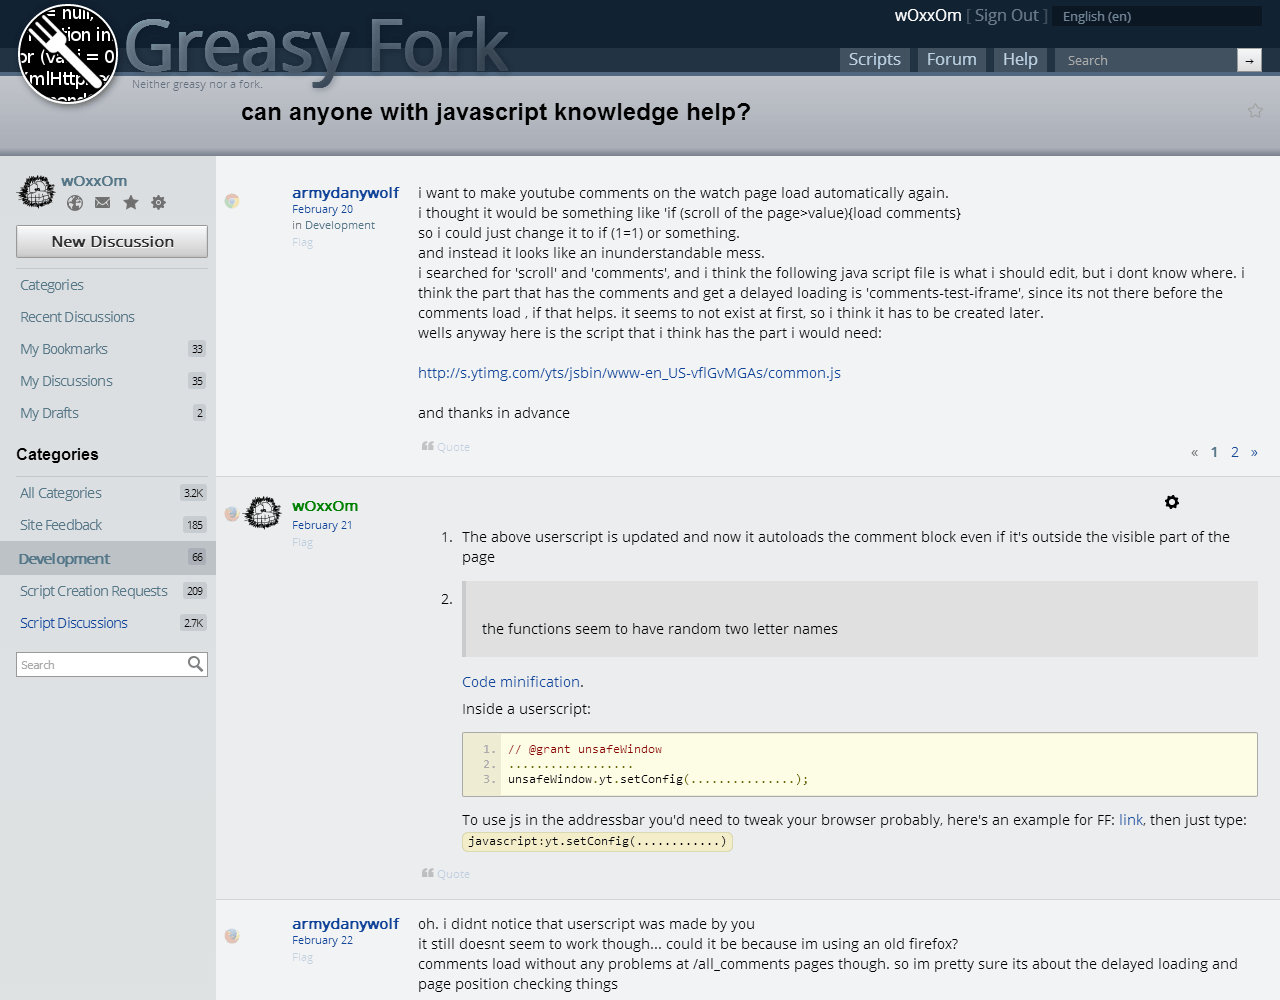 = null,
tion in
or (va i = 0
(mlHttp
Greasy Fork
Neither greasy nor a fork.
wOxxOm [ Sign Out ] English (en)
Scripts Forum Help Search →
can anyone with javascript knowledge help?
wOxxOm
New Discussion
Categories
Recent Discussions
My Bookmarks 33
My Discussions 35
My Drafts 2
Categories
All Categories 3.2K
Site Feedback 185
Development 66
Script Creation Requests 209
Script Discussions 2.7K
Search
armydanywolf
February 20
in Development
Flag
i want to make youtube comments on the watch page load automatically again.
i thought it would be something like 'if (scroll of the page>value){load comments}
so i could just change it to if (1=1) or something.
and instead it looks like an inunderstandable mess.
i searched for 'scroll' and 'comments', and i think the following java script file is what i should edit, but i dont know where. i
think the part that has the comments and get a delayed loading is 'comments-test-iframe', since its not there before the
comments load , if that helps. it seems to not exist at first, so i think it has to be created later.
wells anyway here is the script that i think has the part i would need:
http://s.ytimg.com/yts/jsbin/www-en_US-vflGvMGAs/common.js
and thanks in advance
Quote
« 1 2 »
wOxxOm
February 21
Flag
1. The above userscript is updated and now it autoloads the comment block even if it's outside the visible part of the
page
2.
the functions seem to have random two letter names
Code minification.
Inside a userscript:
1. // @grant unsafeWindow
2. ..................
3. unsafeWindow.yt.setConfig(...............);
To use js in the addressbar you'd need to tweak your browser probably, here's an example for FF: link, then just type:
javascript:yt.setConfig(............)
Quote
armydanywolf
February 22
Flag
oh. i didnt notice that userscript was made by you
it still doesnt seem to work though... could it be because im using an old firefox?
comments load without any problems at /all_comments pages though. so im pretty sure its about the delayed loading and
page position checking things